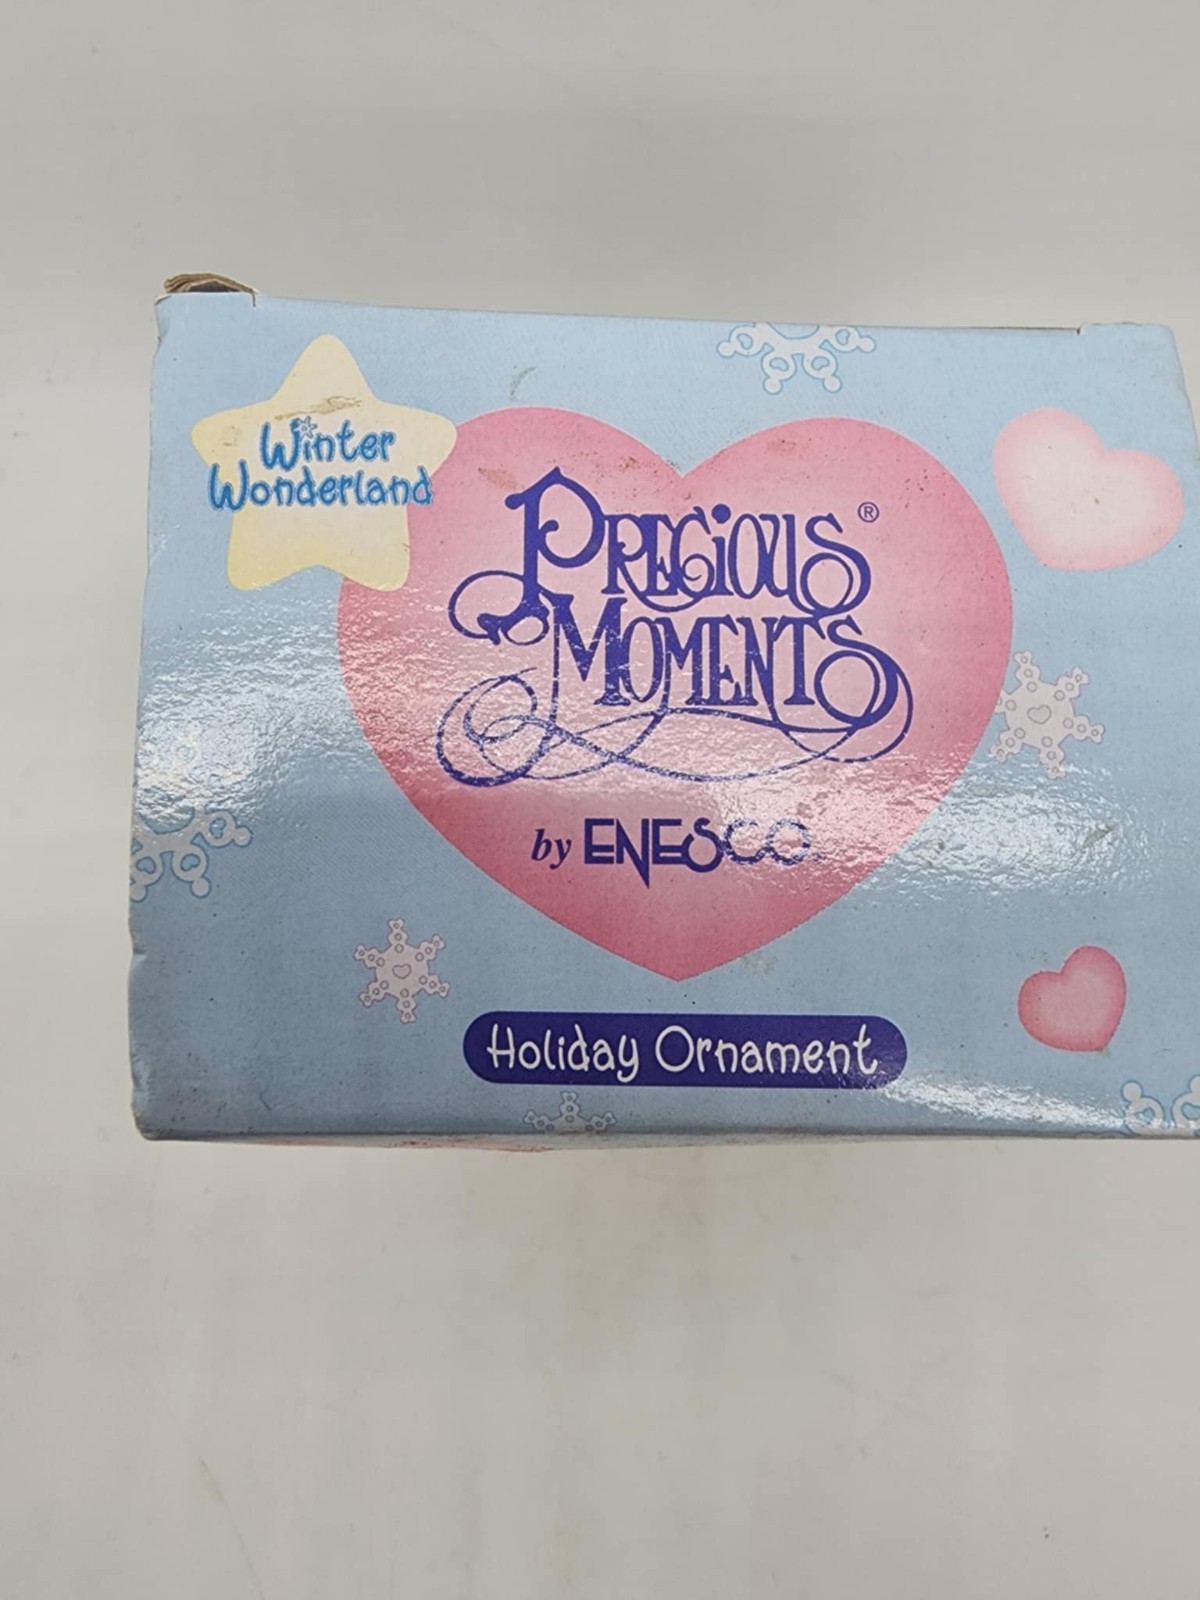 Winter
Wonderland
PRECIOUS ®
MOMENTS
by ENESCO.
Holiday Ornament